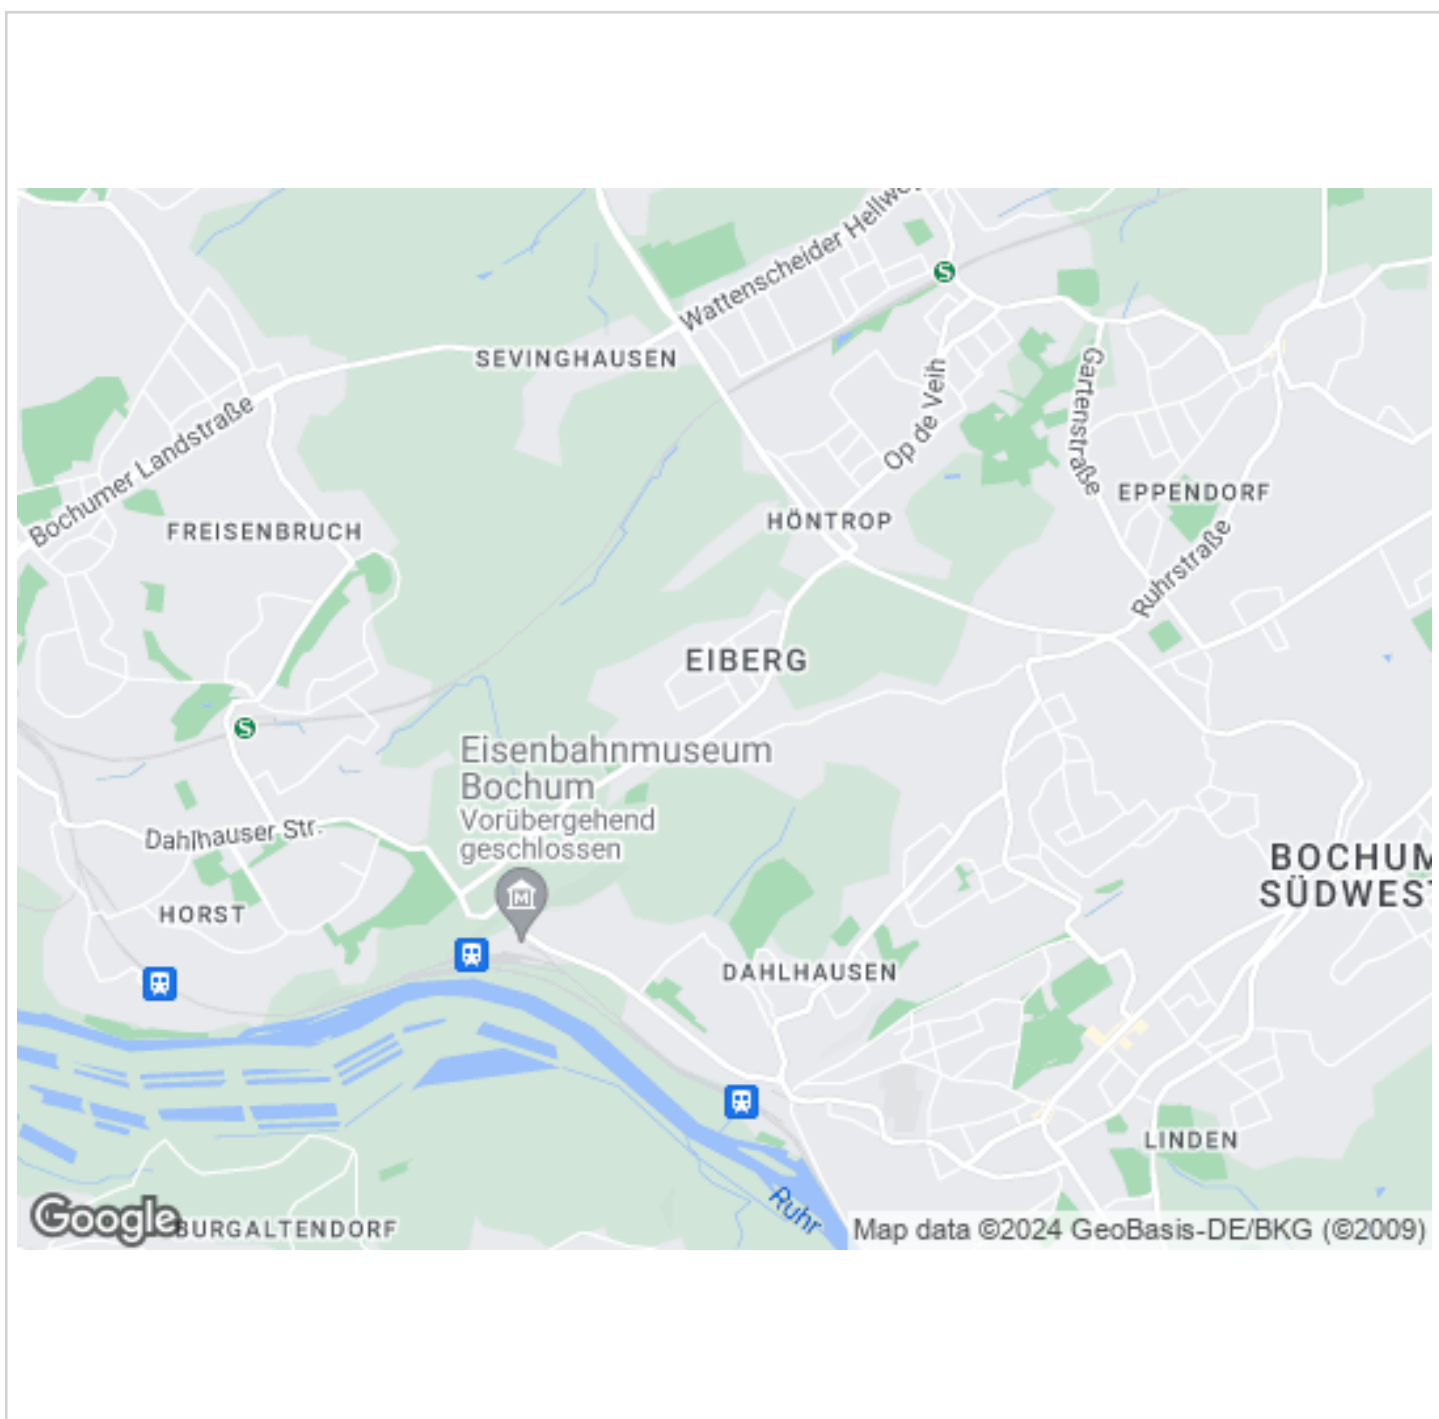 Wattenscheider Hellwe
SEVINGHAUSEN
Op de Veih
Gartenstraße
Bochumer Landstraße
EPPENDORF
HÖNTROP
FREISENBRUCH
Ruhrstraße
EIBERG
Eisenbahnmuseum
Bochum
Vorübergehend
geschlossen
Dahlhauser Str.
BOCHUM
SÜDWEST
HORST
DAHLHAUSEN
LINDEN
Ruhr
Google
BURGALTENDORF
Map data ©2024 GeoBasis-DE/BKG (©2009)
S
S
M